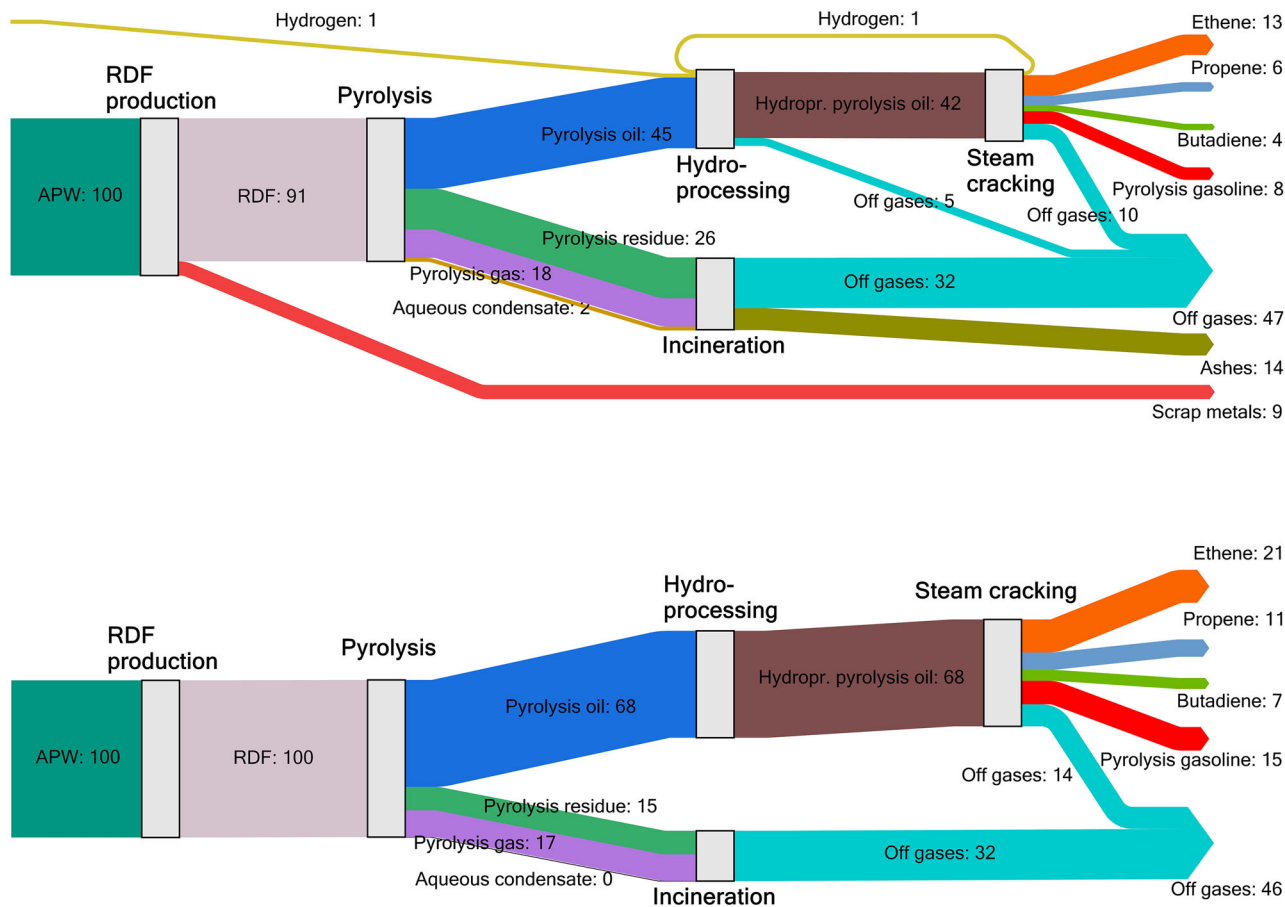 Hydrogen: 1
Hydrogen: 1
Ethene: 13
RDF
production
Pyrolysis
Propene: 6
Hydropr. pyrolysis oil: 42
Pyrolysis oil: 45
Butadiene: 4
Hydro-
processing
Steam
cracking
APW: 100
RDF: 91
Pyrolysis gasoline: 8
Off gases: 5
Off gases: 10
Pyrolysis residue: 26
Pyrolysis gas: 18
Off gases: 32
Aqueous condensate: 2
Off gases: 47
Incineration
Ashes: 14
Scrap metals: 9
Ethene: 21
Hydro-
processing
Steam cracking
Propene: 11
RDF
production
Pyrolysis
Hydropr. pyrolysis oil: 68
Butadiene: 7
Pyrolysis oil: 68
APW: 100
RDF: 100
Pyrolysis gasoline: 15
Off gases: 14
Pyrolysis residue: 15
Pyrolysis gas: 17
Off gases: 32
Aqueous condensate: 0
Off gases: 46
Incineration